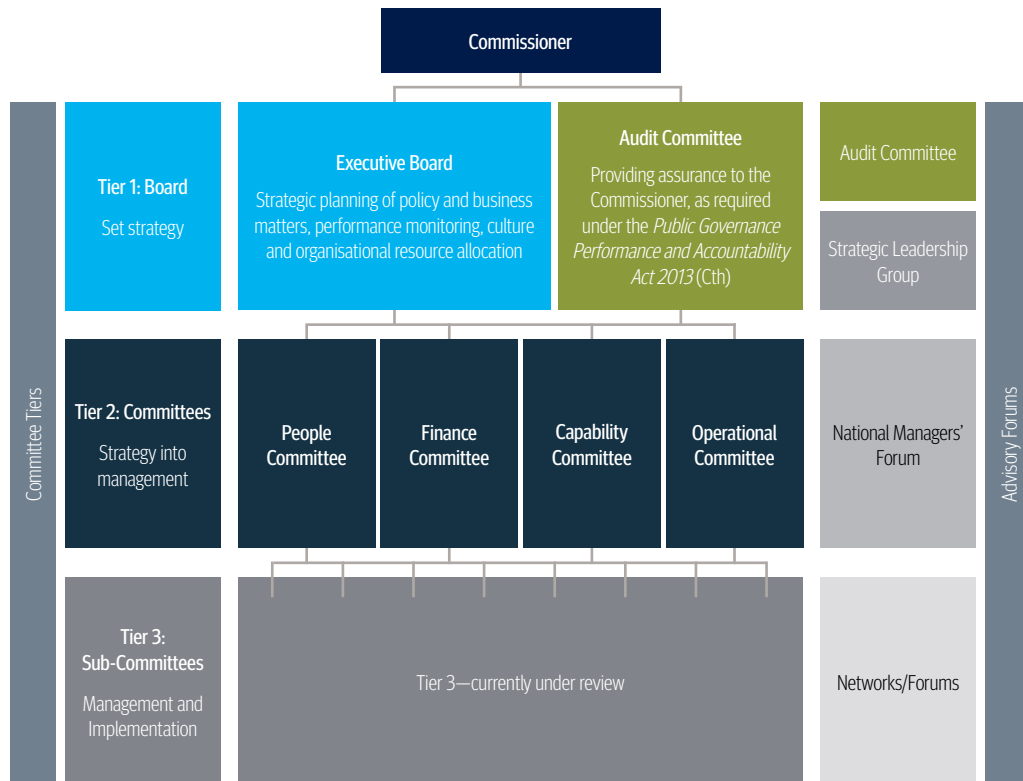 Commissioner
Committee Tiers
Tier 1: Board
Set strategy
Executive Board
Strategic planning of policy and business
matters, performance monitoring, culture
and organisational resource allocation
Audit Committee
Providing assurance to the
Commissioner, as required
under the Public Governance
Performance and Accountability
Act 2013 (Cth)
Audit Committee
Strategic Leadership
Group
Advisory Forums
Tier 2: Committees
Strategy into
management
People
Committee
Finance
Committee
Capability
Committee
Operational
Committee
National Managers’
Forum
Tier 3:
Sub-Committees
Management and
Implementation
Tier 3—currently under review
Networks/Forums